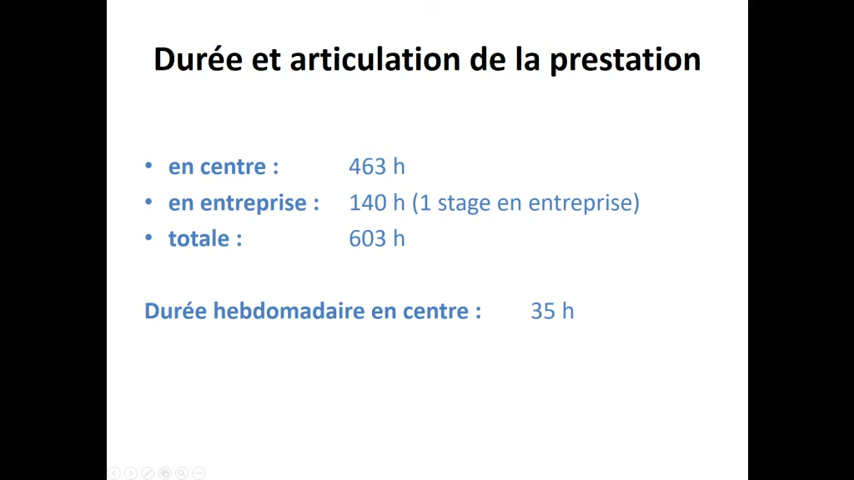 Durée et articulation de la prestation
• en centre : 463 h
• en entreprise : 140 h (1 stage en entreprise)
• totale : 603 h
Durée hebdomadaire en centre : 35 h